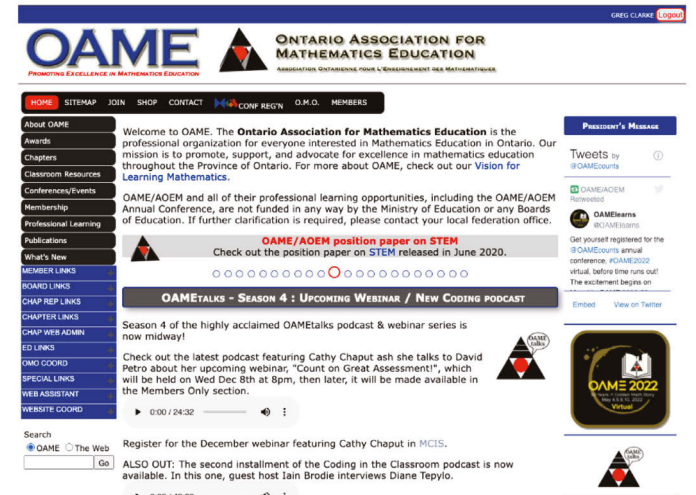 GREG CLARKE Logout
OAME
PROMOTING EXCELLENCE IN MATHEMATICS EDUCATION
ONTARIO ASSOCIATION FOR
MATHEMATICS EDUCATION
ASSOCIATION ONTARIENNE POUR L'ENSEIGNEMENT DES MATHÉMATIQUES
HOME SITEMAP JOIN SHOP CONTACT CONF REG'N O.M.O. MEMBERS
About OAME
Awards
Chapters
Classroom Resources
Conferences/Events
Membership
Professional Learning
Publications
What's New
MEMBER LINKS
BOARD LINKS
CHAP REP LINKS
CHAPTER LINKS
CHAP WEB ADMIN
ED LINKS
OMO COORD
SPECIAL LINKS
WEB ASSISTANT
WEBSITE COORD
Search
OAME The Web
Go
Welcome to OAME. The Ontario Association for Mathematics Education is the
professional organization for everyone interested in Mathematics Education in Ontario. Our
mission is to promote, support, and advocate for excellence in mathematics education
throughout the Province of Ontario. For more about OAME, check out our Vision for
Learning Mathematics.
OAME/AOEM and all of their professional learning opportunities, including the OAME/AOEM
Annual Conference, are not funded in any way by the Ministry of Education or any Boards
of Education. If further clarification is required, please contact your local federation office.
OAME/AOEM position paper on STEM
Check out the position paper on STEM released in June 2020.
OAMETALKS - SEASON 4 : UPCOMING WEBINAR / NEW CODING PODCAST
Season 4 of the highly acclaimed OAMEtalks podcast & webinar series is
now midway!
OAME
talks
Check out the latest podcast featuring Cathy Chaput ash she talks to David
Petro about her upcoming webinar, "Count on Great Assessment!", which
will be held on Wed Dec 8th at 8pm, then later, it will be made available in
the Members Only section.
0:00 / 24:32
Register for the December webinar featuring Cathy Chaput in MCIS.
ALSO OUT: The second installment of the Coding in the Classroom podcast is now
available. In this one, guest host Iain Brodie interviews Diane Tepylo.
PRESIDENT'S MESSAGE
Tweets by
@OAMEcounts
OAME/AOEM
Retweeted
OAMElearns
@OAMElearns
Get yourself registered for the
@OAMEcounts annual
conference, #OAME2022
virtual, before time runs out!
The excitement begins on
Embed View on Twitter
OAME 2022
May 4,5 & 10, 2022
Virtual
OAME
talks